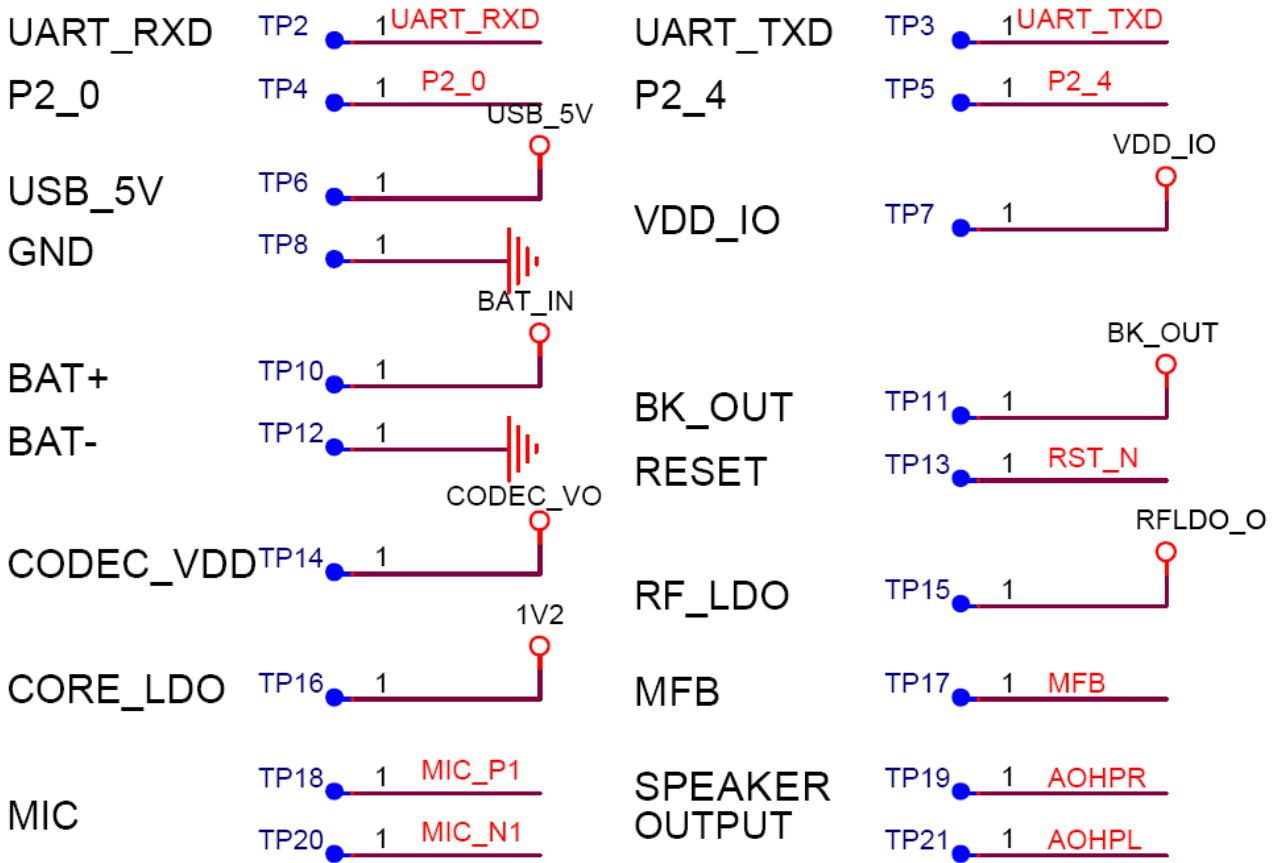 UART_RXD TP2 1 UART_RXD
UART_TXD TP3 1 UART_TXD
P2_0 TP4 1 P2_0
P2_4 TP5 1 P2_4
USB_5V
USB_5V TP6 1
VDD_IO
VDD_IO TP7 1
GND TP8 1
BAT_IN
BAT+ TP10 1
BK_OUT
BK_OUT TP11 1
BAT- TP12 1
RESET TP13 1 RST_N
CODEC_VO
CODEC_VDD TP14 1
RFLDO_O
RF_LDO TP15 1
1V2
CORE_LDO TP16 1
MFB TP17 1 MFB
MIC
TP18 1 MIC_P1
TP20 1 MIC_N1
SPEAKER
OUTPUT
TP19 1 AOHPR
TP21 1 AOHPL